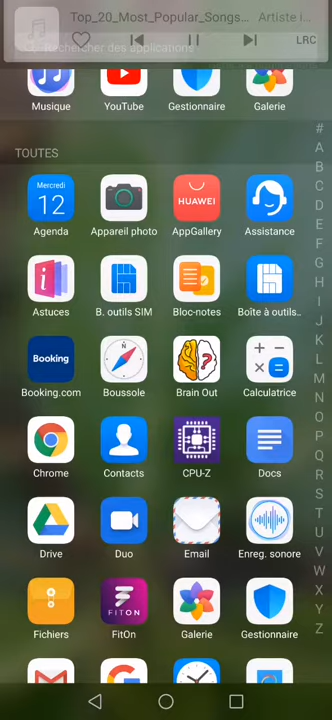 Top_20_Most_Popular_Songs... Artiste i...
Rechercher des applications
LRC
Musique YouTube Gestionnaire Galerie
TOUTES
Mercredi
12
HUAWEI
Agenda Appareil photo AppGallery Assistance
Astuces B. outils SIM Bloc-notes Boîte à outils..
Booking
N
Booking.com Boussole Brain Out Calculatrice
Chrome Contacts CPU-Z Docs
Drive Duo Email Enreg. sonore
FITON
Fichiers FitOn Galerie Gestionnaire
#
A
B
C
D
E
F
G
H
I
J
K
L
M
N
O
P
Q
R
S
T
U
V
W
X
Y
Z